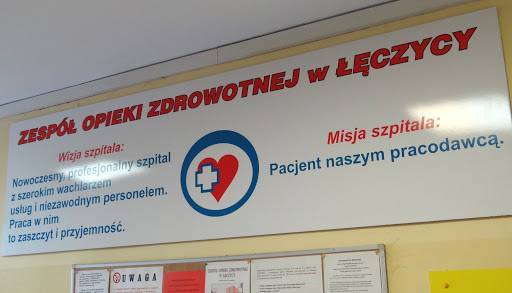 ZESPÓŁ OPIEKI ZDROWOTNEJ w ŁĘCZYCY
Wizja szpitala:
Nowoczesny, profesjonalny szpital
z szerokim wachlarzem
usług i niezawodnym personelem.
Praca w nim
to zaszczyt i przyjemność.
Misja szpitala:
Pacjent naszym pracodawcą.
UWAGA